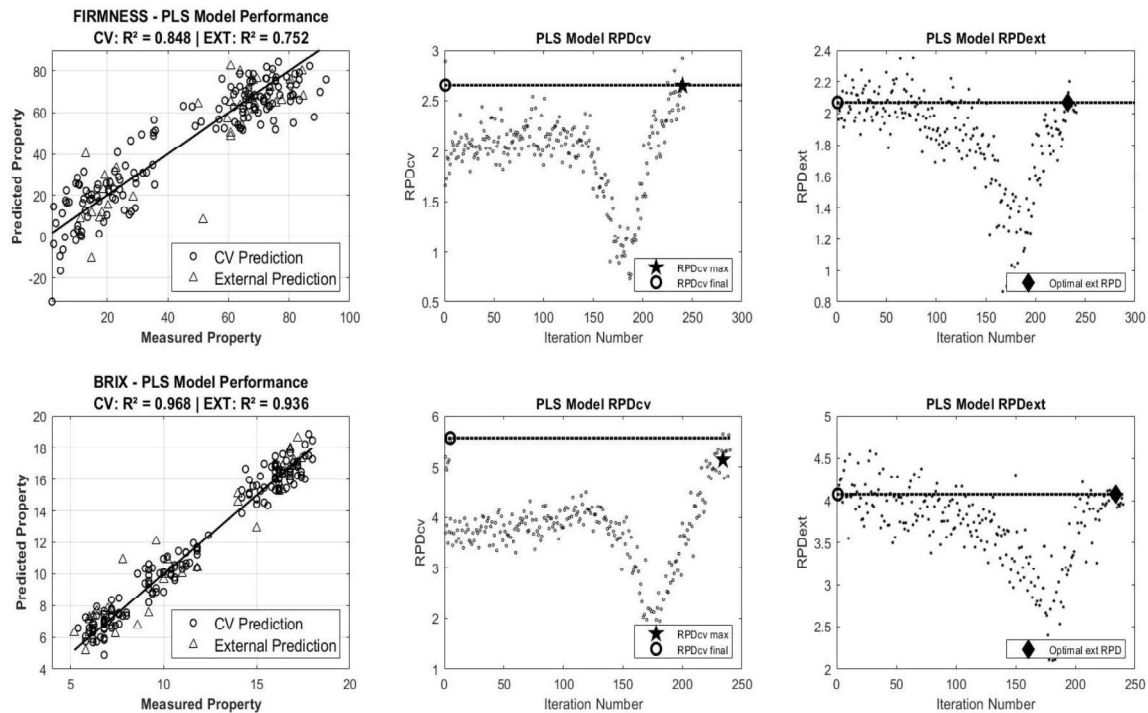 FIRMNESS - PLS Model Performance
CV: R² = 0.848 | EXT: R² = 0.752
Predicted Property
80
60
40
20
0
-20
CV Prediction
External Prediction
20 40 60 80 100
Measured Property
PLS Model RPDcv
RPDcv
3
2.5
2
1.5
1
0.5
RPDcv max
RPDcv final
0 50 100 150 200 250 300
Iteration Number
PLS Model RPDext
RPDext
2.4
2.2
2
1.8
1.6
1.4
1.2
1
0.8
Optimal ext RPD
0 50 100 150 200 250 300
Iteration Number
BRIX - PLS Model Performance
CV: R² = 0.968 | EXT: R² = 0.936
Predicted Property
20
18
16
14
12
10
8
6
4
CV Prediction
External Prediction
5 10 15 20
Measured Property
PLS Model RPDcv
RPDcv
6
5
4
3
2
1
RPDcv max
RPDcv final
0 50 100 150 200 250
Iteration Number
PLS Model RPDext
RPDext
5
4.5
4
3.5
3
2.5
2
Optimal ext RPD
0 50 100 150 200 250
Iteration Number